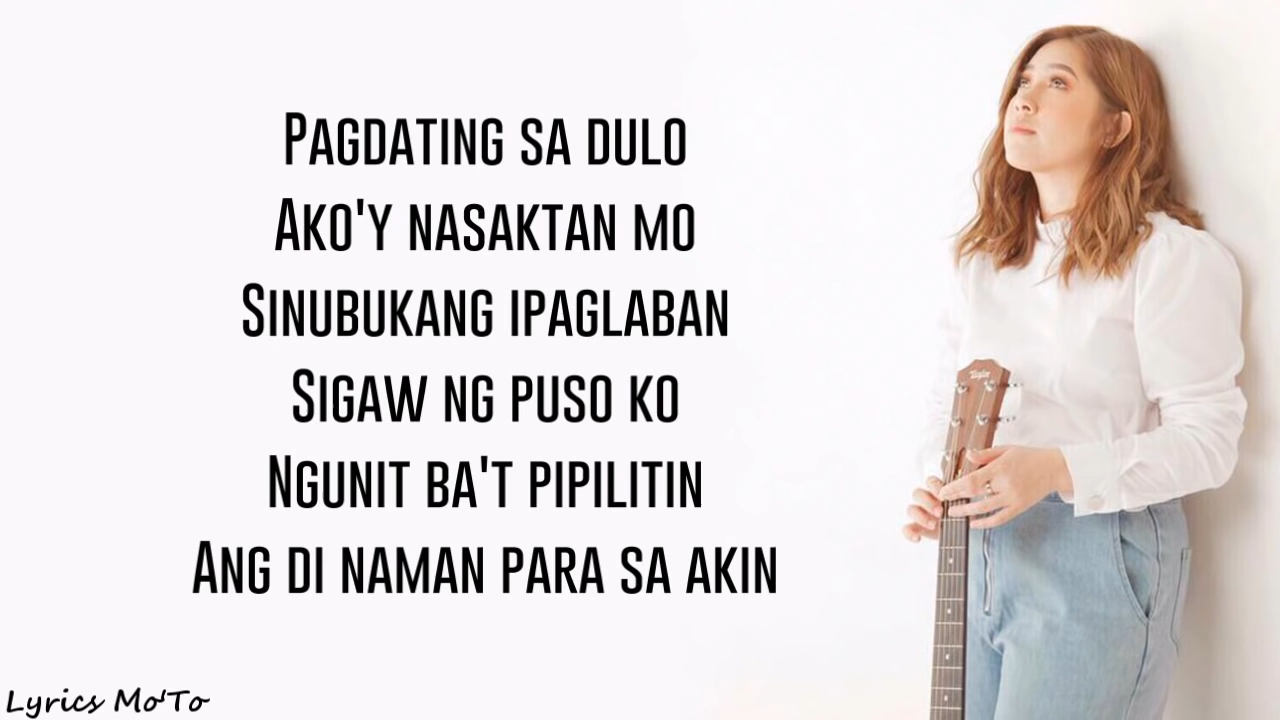 PAGDATING SA DULO
AKO'Y NASAKTAN MO
SINUBUKANG IPAGLABAN
SIGAW NG PUSO KO
NGUNIT BA'T PIPILITIN
ANG DI NAMAN PARA SA AKIN
Taylor
Lyrics Mo'To